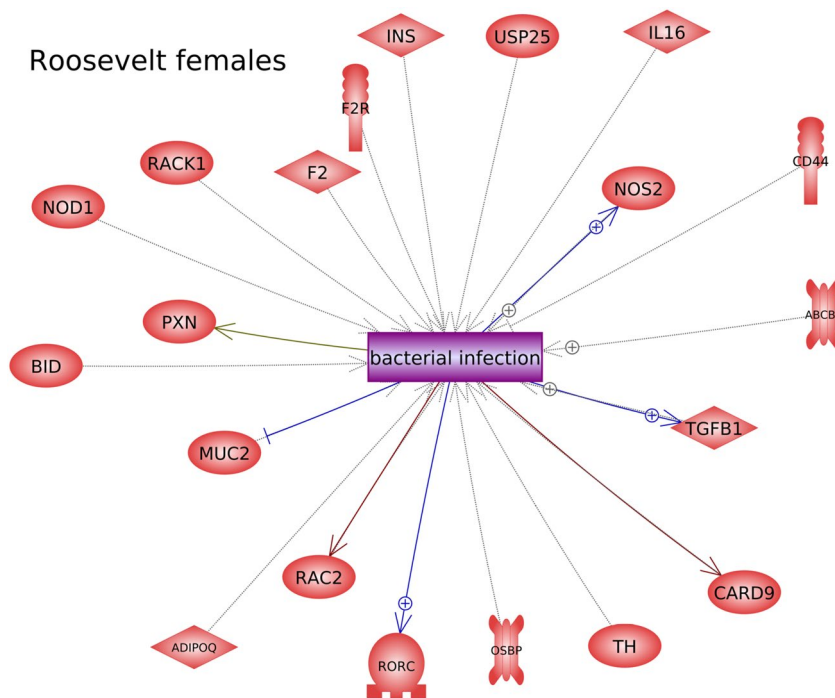 Roosevelt females
INS
USP25
IL16
F2R
CD44
RACK1
F2
NOS2
NOD1
ABCB
PXN
bacterial infection
BID
TGFB1
MUC2
RAC2
CARD9
ADIPOQ
RORC
OSBP
TH